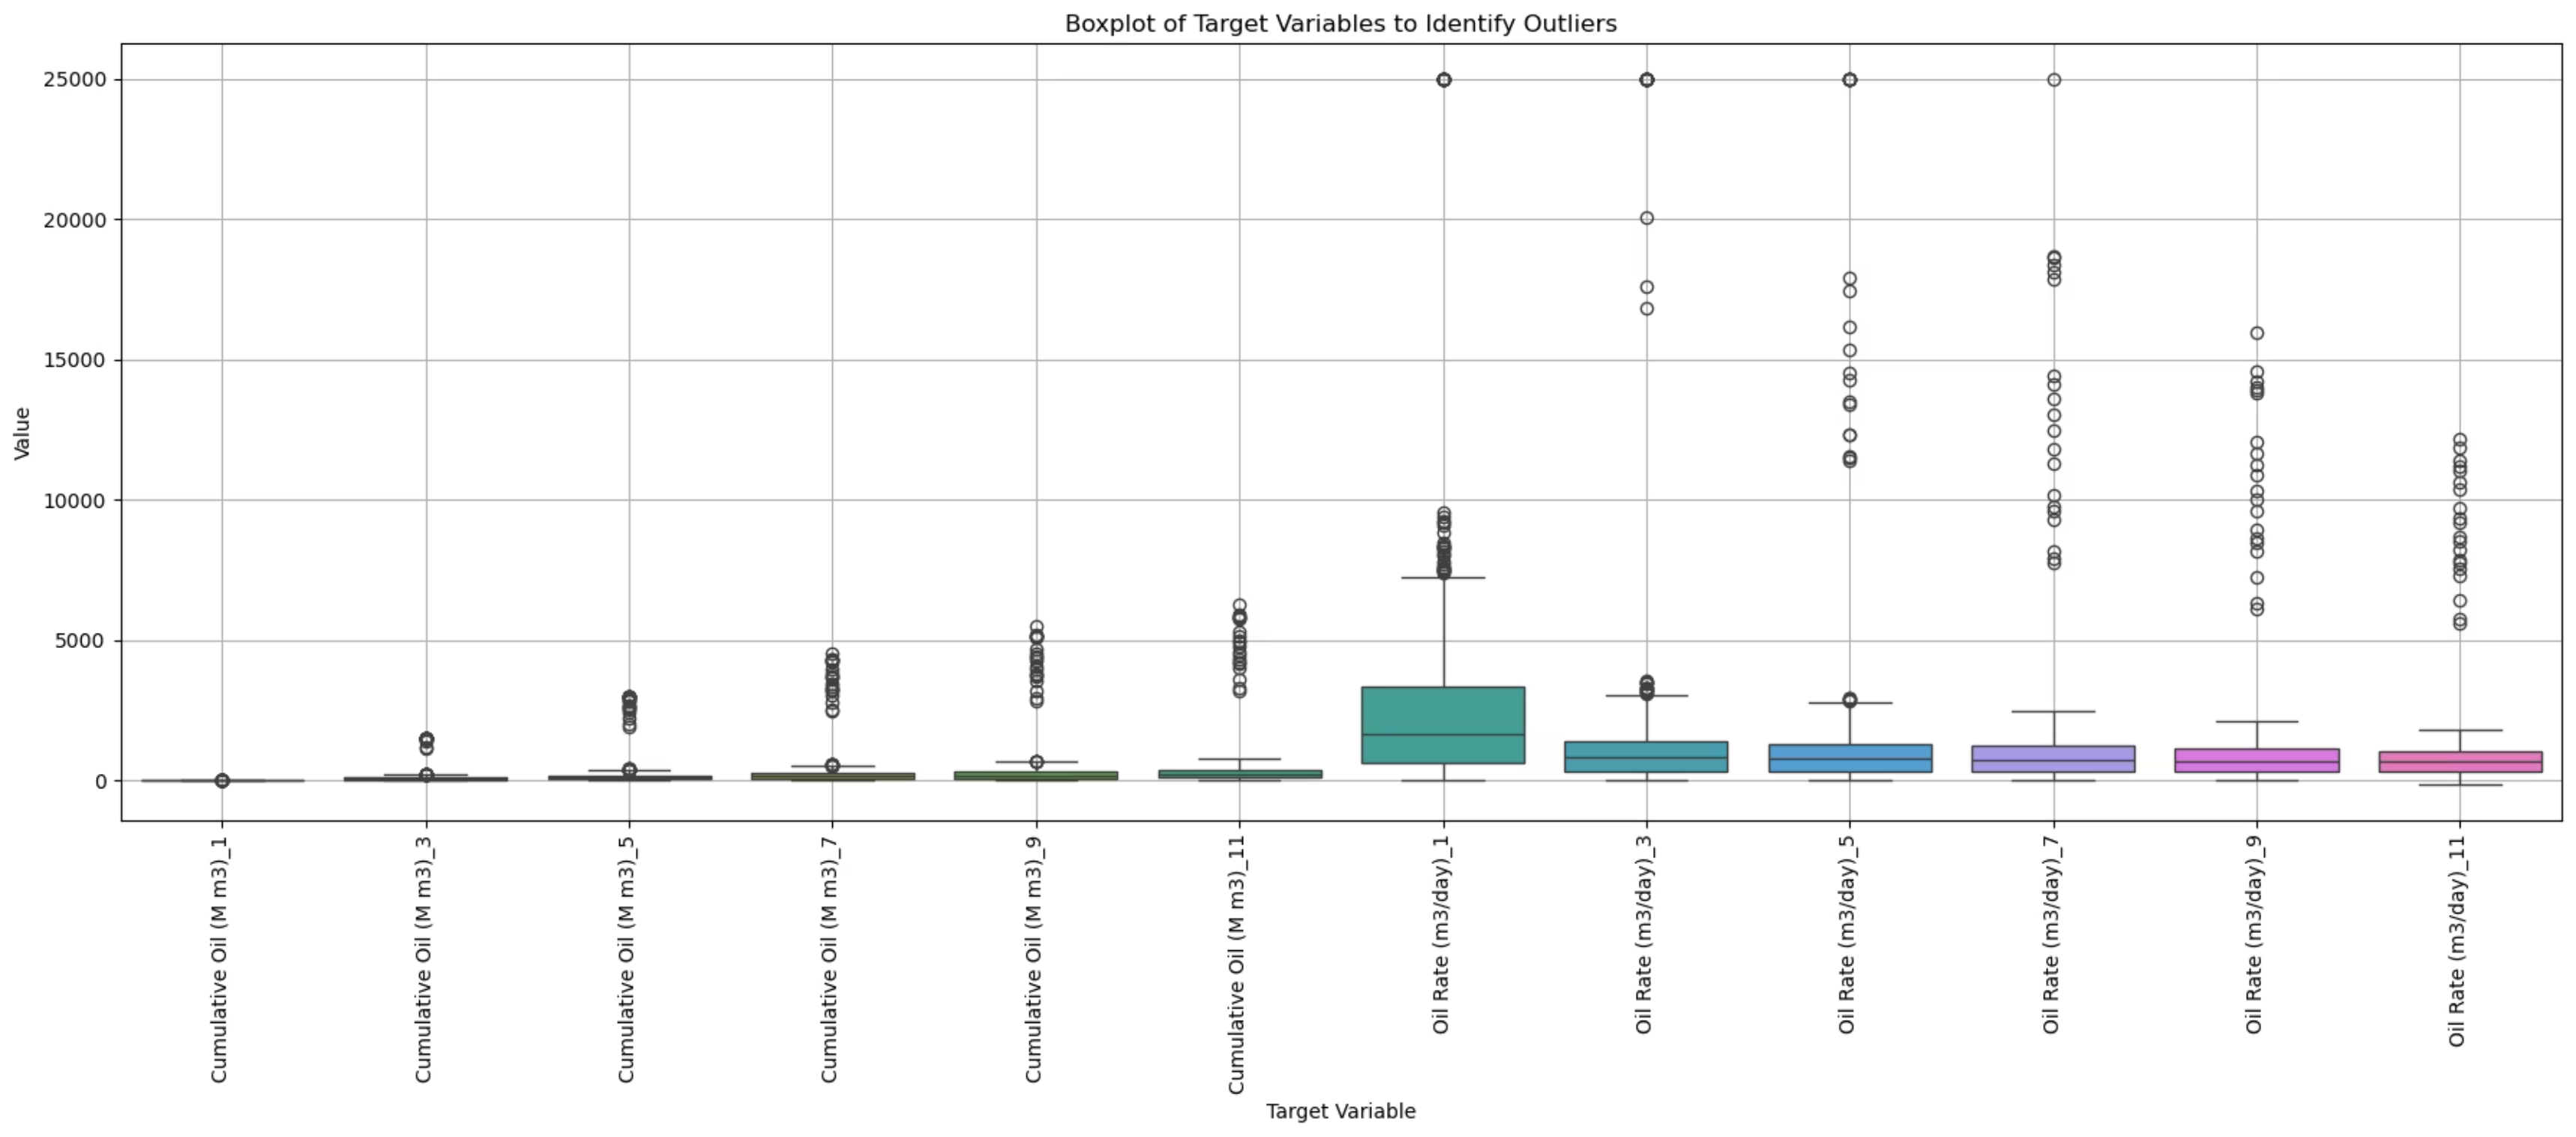 Boxplot of Target Variables to Identify Outliers
25000
20000
15000
10000
5000
0
Value
Cumulative Oil (M m3)_1
Cumulative Oil (M m3)_3
Cumulative Oil (M m3)_5
Cumulative Oil (M m3)_7
Cumulative Oil (M m3)_9
Cumulative Oil (M m3)_11
Oil Rate (m3/day)_1
Oil Rate (m3/day)_3
Oil Rate (m3/day)_5
Oil Rate (m3/day)_7
Oil Rate (m3/day)_9
Oil Rate (m3/day)_11
Target Variable